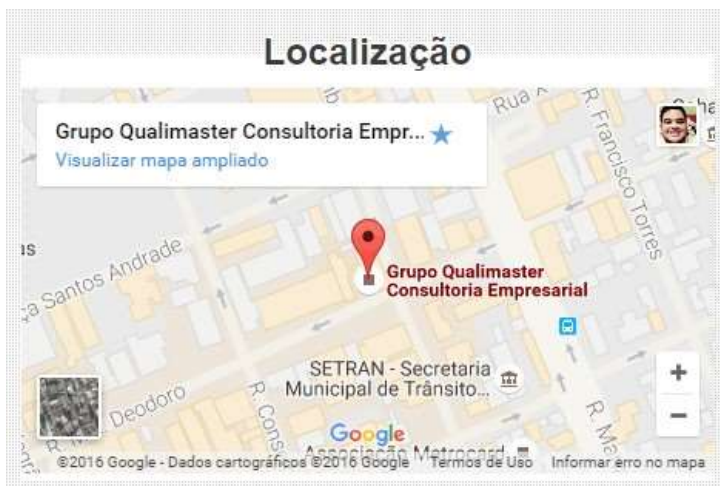 Localização
Grupo Qualimaster Consultoria Empr...
Visualizar mapa ampliado
Rua X
R. Francisco Torres
Santos Andrade
Grupo Qualimaster
Consultoria Empresarial
SETRAN - Secretaria
Municipal de Trânsito...
+
−
Deodoro
R. Cons
R. Ma
Google
Associação Metrocard
©2016 Google - Dados cartográficos ©2016 Google
Termos de Uso
Informar erro no mapa